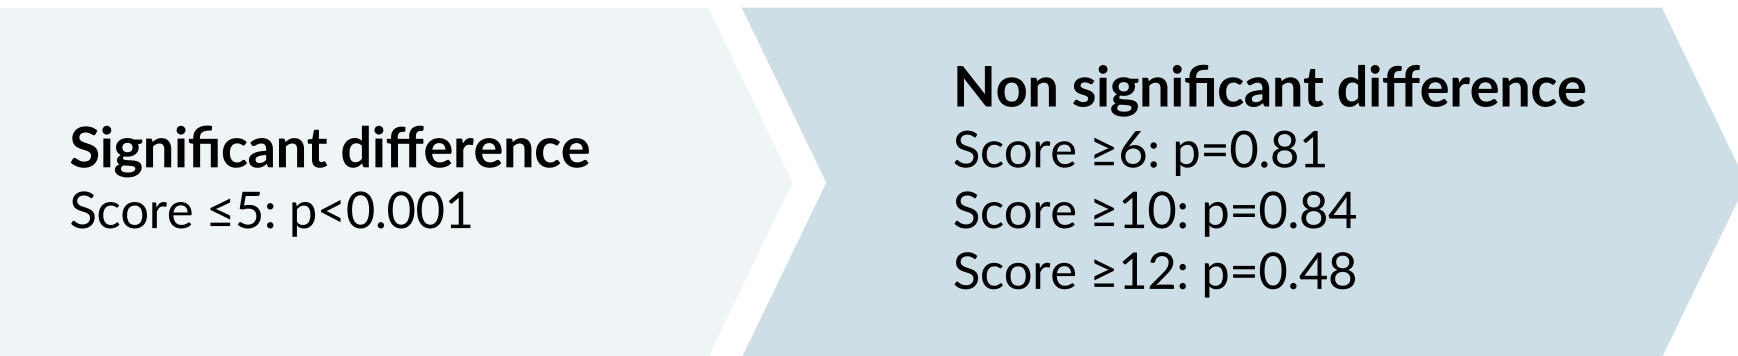 Significant difference
Score ≤5: p<0.001
Non significant difference
Score ≥6: p=0.81
Score ≥10: p=0.84
Score ≥12: p=0.48